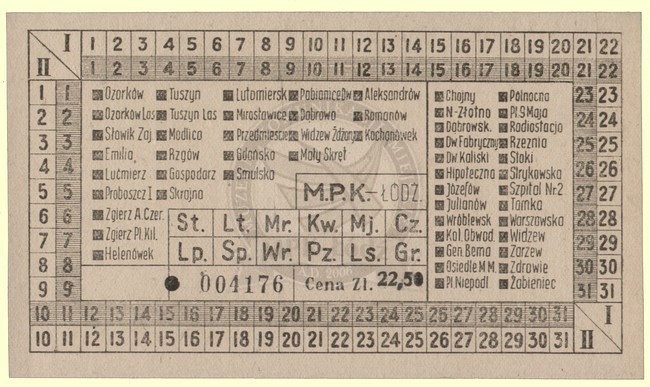 I 1 2 3 4 5 6 7 8 9 10 11 12 13 14 15 16 17 18 19 20 21 22
II 1 2 3 4 5 6 7 8 9 10 11 12 13 14 15 16 17 18 19 20 21 22
1 1 Ozorków Tuszyn Lutomiersk Pabianice Dw Aleksandrów Chojny Północna 23 23
2 2 Ozorków Las Tuszyn Las Mirosławice Dąbrowo Romanów N-Złotno Pl. 9 Maja 24 24
3 3 Słowik Zaj Modlica Przedmieście Widzew Żdżary Kochanówek Dąbrowsk. Radiostacja 25 25
4 4 Emilia Rzgów Gdańska Mały Skręt Dw. Fabryczny Rzeźnia 26 26
5 5 Lućmierz Gospodarz Smulska Dw. Kaliski Stoki 27 27
6 6 Proboszcz I Skrajna M.P.K.-ŁÓDŹ. Hipoteczna Strykowska 28 28
7 7 Zgierz A.Czer. St. Lt. Mr. Kw. Mj. Cz. Józefów Szpital Nr 2 29 29
8 8 Zgierz Pl. Kil. Lp. Sp. Wr. Pz. Ls. Gr. Julianów Tamka 30 30
9 9 Helenówek 004176 Cena Zł. 22,50 Wróblewsk Warszawska 31 31
Kol. Obwod Widzew
Gen. Bema Zarzew
Osiedle M.M. Zdrowie
Pl Niepodl Żabieniec
10 11 12 13 14 15 16 17 18 19 20 21 22 23 24 25 26 27 28 29 30 31 I
10 11 12 13 14 15 16 17 18 19 20 21 22 23 24 25 26 27 28 29 30 31 II
A.D. 2006